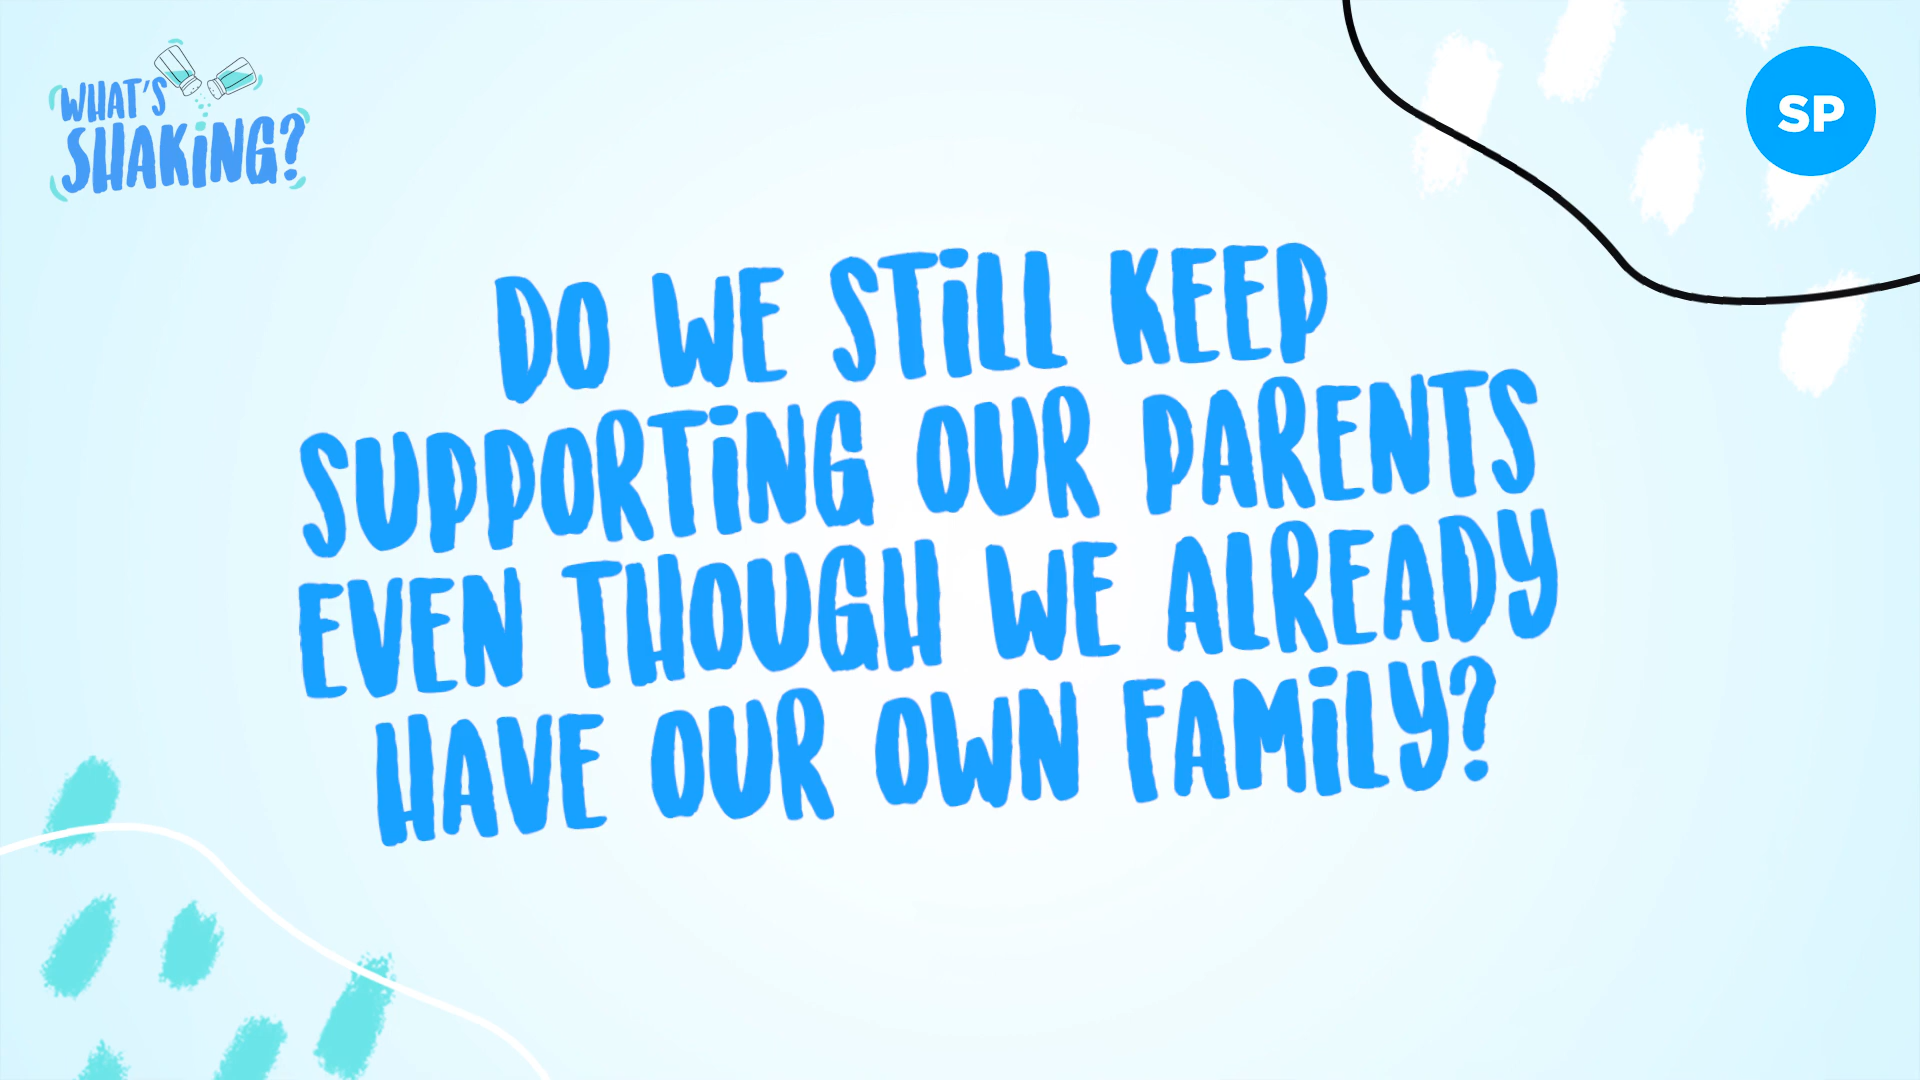 WHAT'S
SHAKING?
SP
DO WE STILL KEEP
SUPPORTING OUR PARENTS
EVEN THOUGH WE ALREADY
HAVE OUR OWN FAMILY?